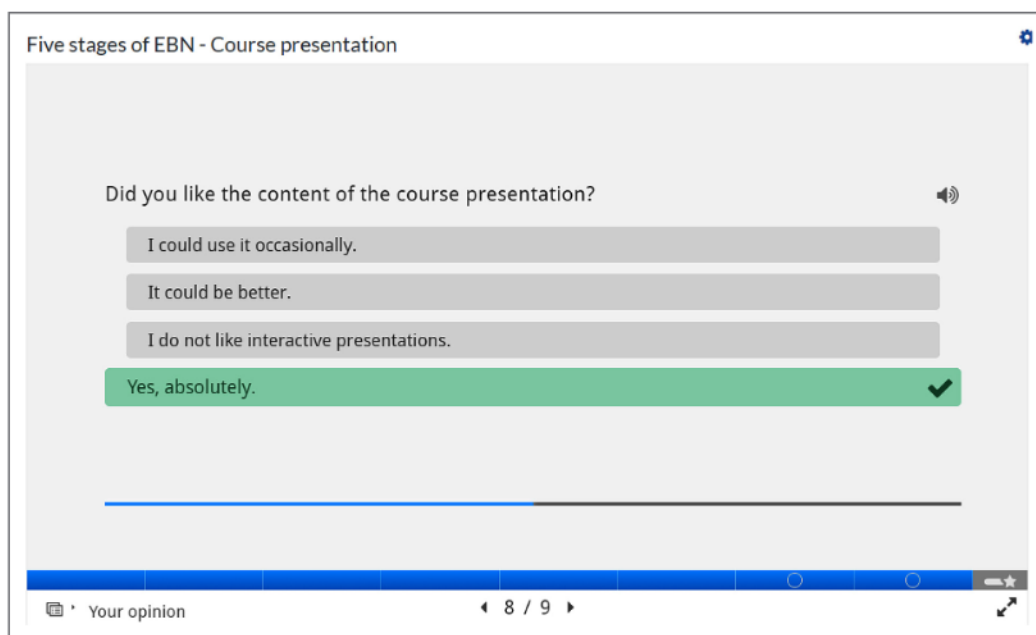 Five stages of EBN - Course presentation
Did you like the content of the course presentation?
I could use it occasionally.
It could be better.
I do not like interactive presentations.
Yes, absolutely.
Your opinion
8 / 9